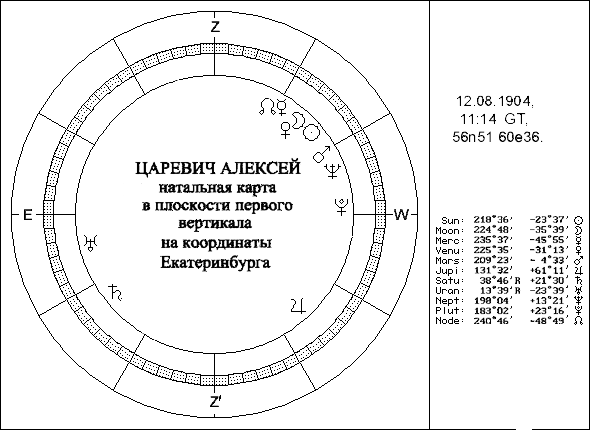 Z
E
W
Z'
ЦАРЕВИЧ АЛЕКСЕЙ
натальная карта
в плоскости первого
вертикала
на координаты
Екатеринбурга
12.08.1904,
11:14 GT,
56n51 60e36.
Sun: 218°36' -23°37' ☉
Moon: 224°48' -35°39' ☽
Merc: 235°37' -45°55' ☿
Venu: 225°35' -31°13' ♀
Mars: 209°23' - 4°33' ♂
Jupi: 131°32' +61°11' ♃
Satu: 38°46'R +21°30' ♄
Uran: 13°39'R -23°39' ♅
Nept: 190°04' +13°21' ♆
Plut: 183°02' +23°16'
Node: 240°46' -48°49' ☊